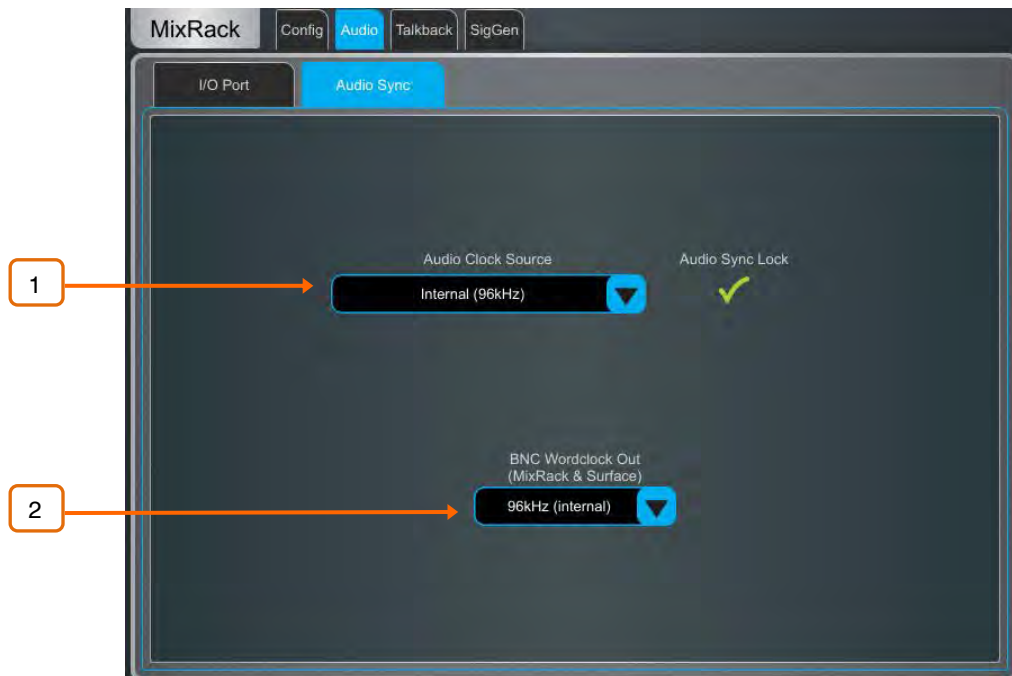 MixRack Config Audio Talkback SigGen
I/O Port Audio Sync
Audio Clock Source Audio Sync Lock
1 Internal (96kHz)
BNC Wordclock Out
(MixRack & Surface)
2 96kHz (internal)